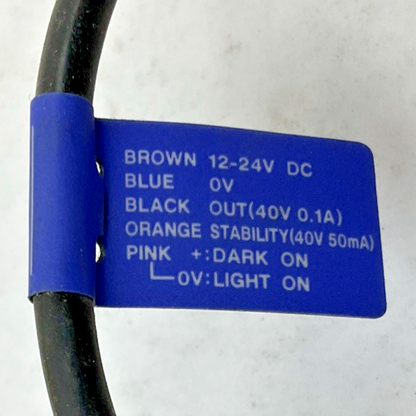 BROWN 12-24V DC
BLUE 0V
BLACK OUT(40V 0.1A)
ORANGE STABILITY(40V 50mA)
PINK +:DARK ON
0V:LIGHT ON